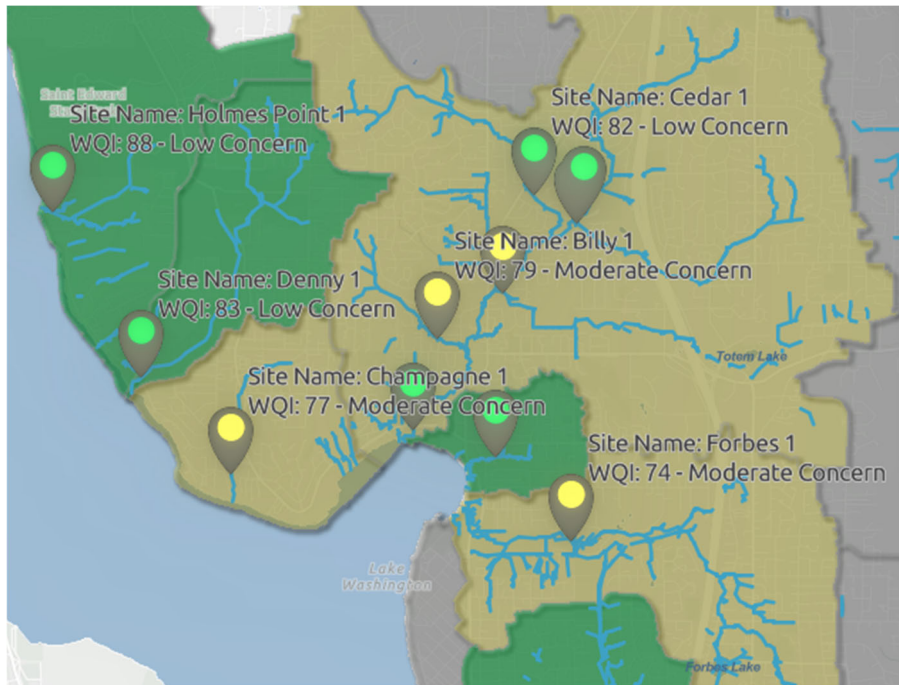 Saint Edward
Site Name: Holmes Point 1
WQI: 88 - Low Concern
Site Name: Cedar 1
WQI: 82 - Low Concern
Site Name: Billy 1
WQI: 79 - Moderate Concern
Site Name: Denny 1
WQI: 83 - Low Concern
Totem Lake
Site Name: Champagne 1
WQI: 77 - Moderate Concern
Site Name: Forbes 1
WQI: 74 - Moderate Concern
Lake
Washington
Forbes Lake